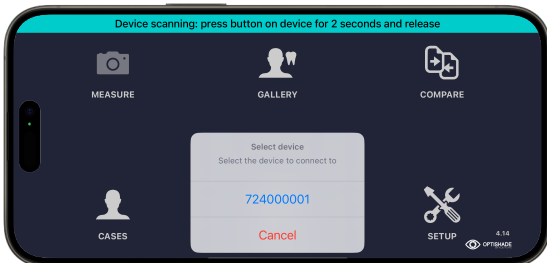 Device scanning: press button on device for 2 seconds and release
MEASURE
GALLERY
COMPARE
Select device
Select the device to connect to
724000001
Cancel
CASES
SETUP
4.14
OPTISHADE